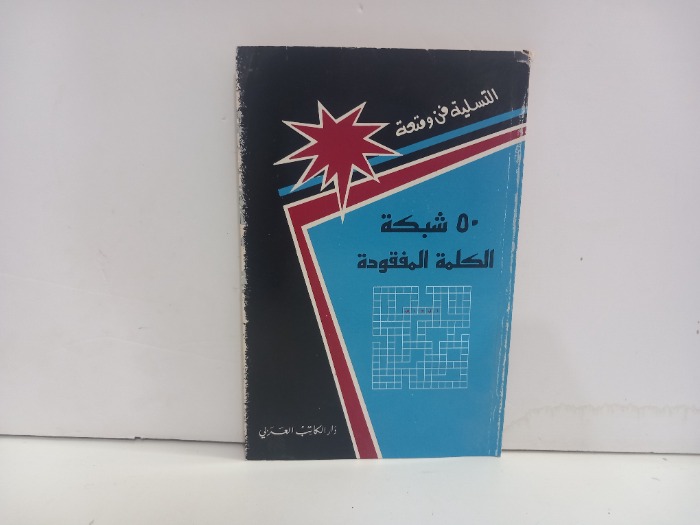 التسلية فن ومتعة
٥٠ شبكة
الكلمة المفقودة
دار الكاتب العربي